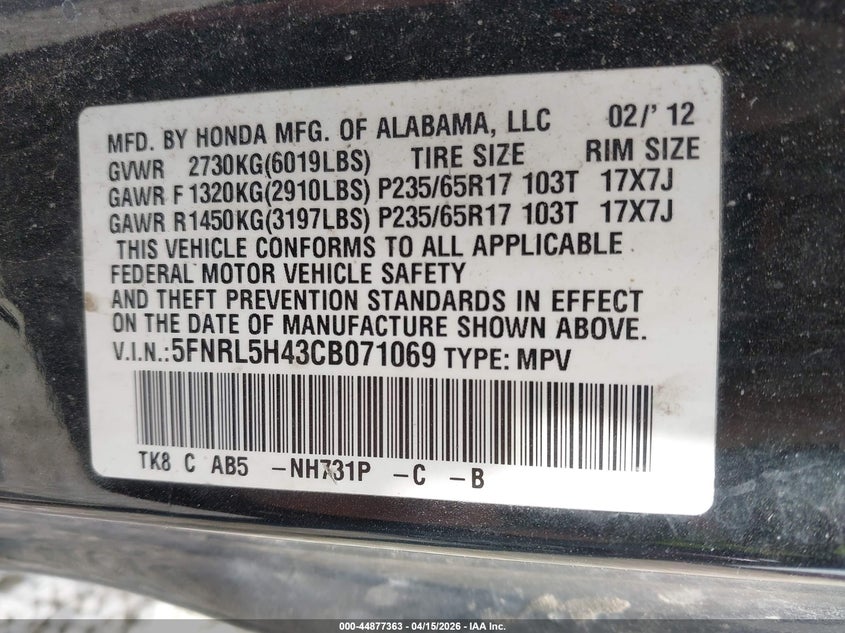 MFD. BY HONDA MFG. OF ALABAMA, LLC 02/' 12
GVWR 2730KG(6019LBS) TIRE SIZE RIM SIZE
GAWR F 1320KG(2910LBS) P235/65R17 103T 17X7J
GAWR R1450KG(3197LBS) P235/65R17 103T 17X7J
THIS VEHICLE CONFORMS TO ALL APPLICABLE
FEDERAL MOTOR VEHICLE SAFETY
AND THEFT PREVENTION STANDARDS IN EFFECT
ON THE DATE OF MANUFACTURE SHOWN ABOVE.
V.I.N.:5FNRL5H43CB071069 TYPE: MPV
TK8 C AB5 -NH731P -C -B
000-44877363 - 04/15/2026 - IAA Inc.